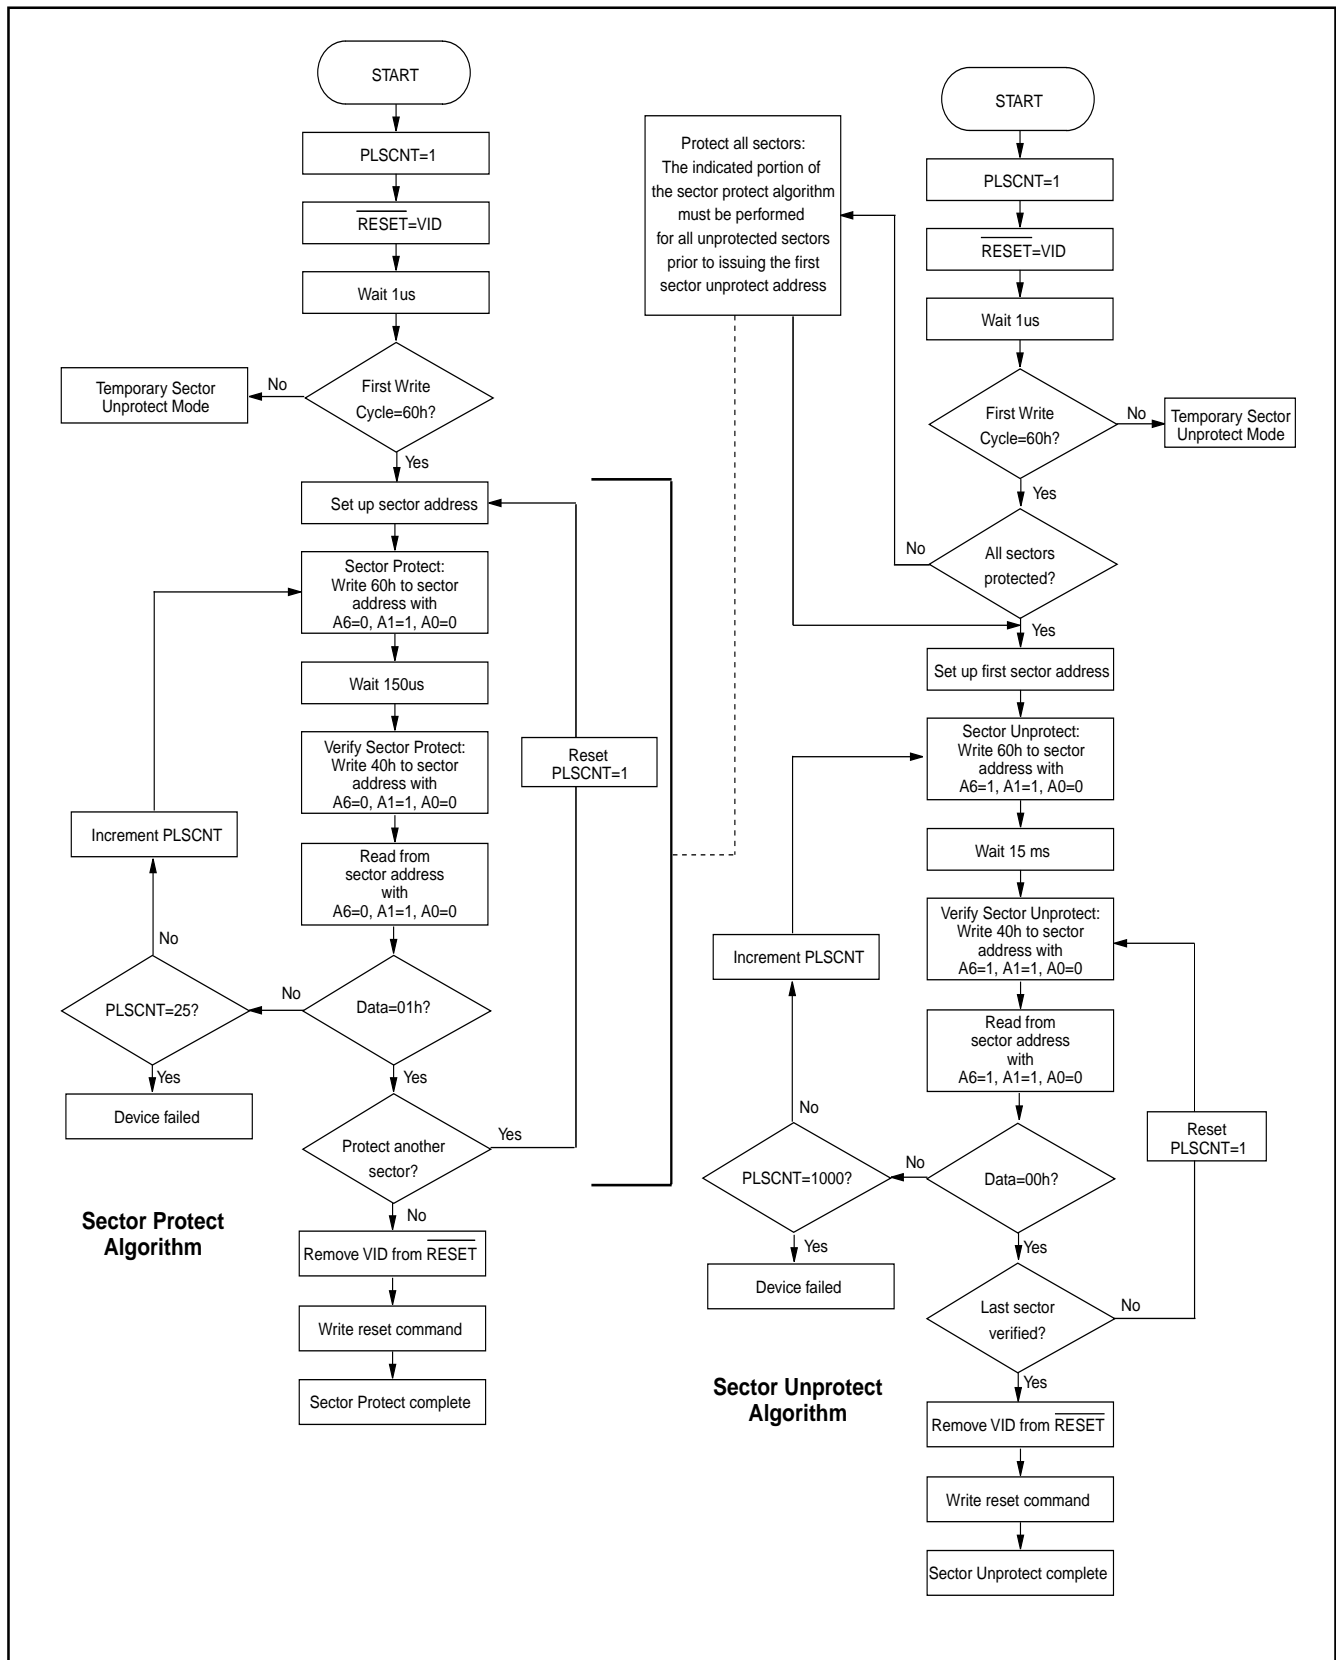 START
PLSCNT=1
RESET=VID
Wait 1us
First Write
Cycle=60h?
No
Temporary Sector
Unprotect Mode
Yes
Set up sector address
Sector Protect:
Write 60h to sector
address with
A6=0, A1=1, A0=0
Wait 150us
Verify Sector Protect:
Write 40h to sector
address with
A6=0, A1=1, A0=0
Reset
PLSCNT=1
Increment PLSCNT
Read from
sector address
with
A6=0, A1=1, A0=0
No
PLSCNT=25?
No
Data=01h?
Yes
Yes
Device failed
Protect another
sector?
Yes
No
Sector Protect
Algorithm
Remove VID from RESET
Write reset command
Sector Protect complete
Protect all sectors:
The indicated portion of
the sector protect algorithm
must be performed
for all unprotected sectors
prior to issuing the first
sector unprotect address
START
PLSCNT=1
RESET=VID
Wait 1us
First Write
Cycle=60h?
No
Temporary Sector
Unprotect Mode
Yes
No
All sectors
protected?
Yes
Set up first sector address
Sector Unprotect:
Write 60h to sector
address with
A6=1, A1=1, A0=0
Wait 15 ms
Verify Sector Unprotect:
Write 40h to sector
address with
A6=1, A1=1, A0=0
Increment PLSCNT
Read from
sector address
with
A6=1, A1=1, A0=0
No
Reset
PLSCNT=1
PLSCNT=1000?
No
Data=00h?
Yes
Yes
Device failed
Last sector
verified?
No
Yes
Sector Unprotect
Algorithm
Remove VID from RESET
Write reset command
Sector Unprotect complete